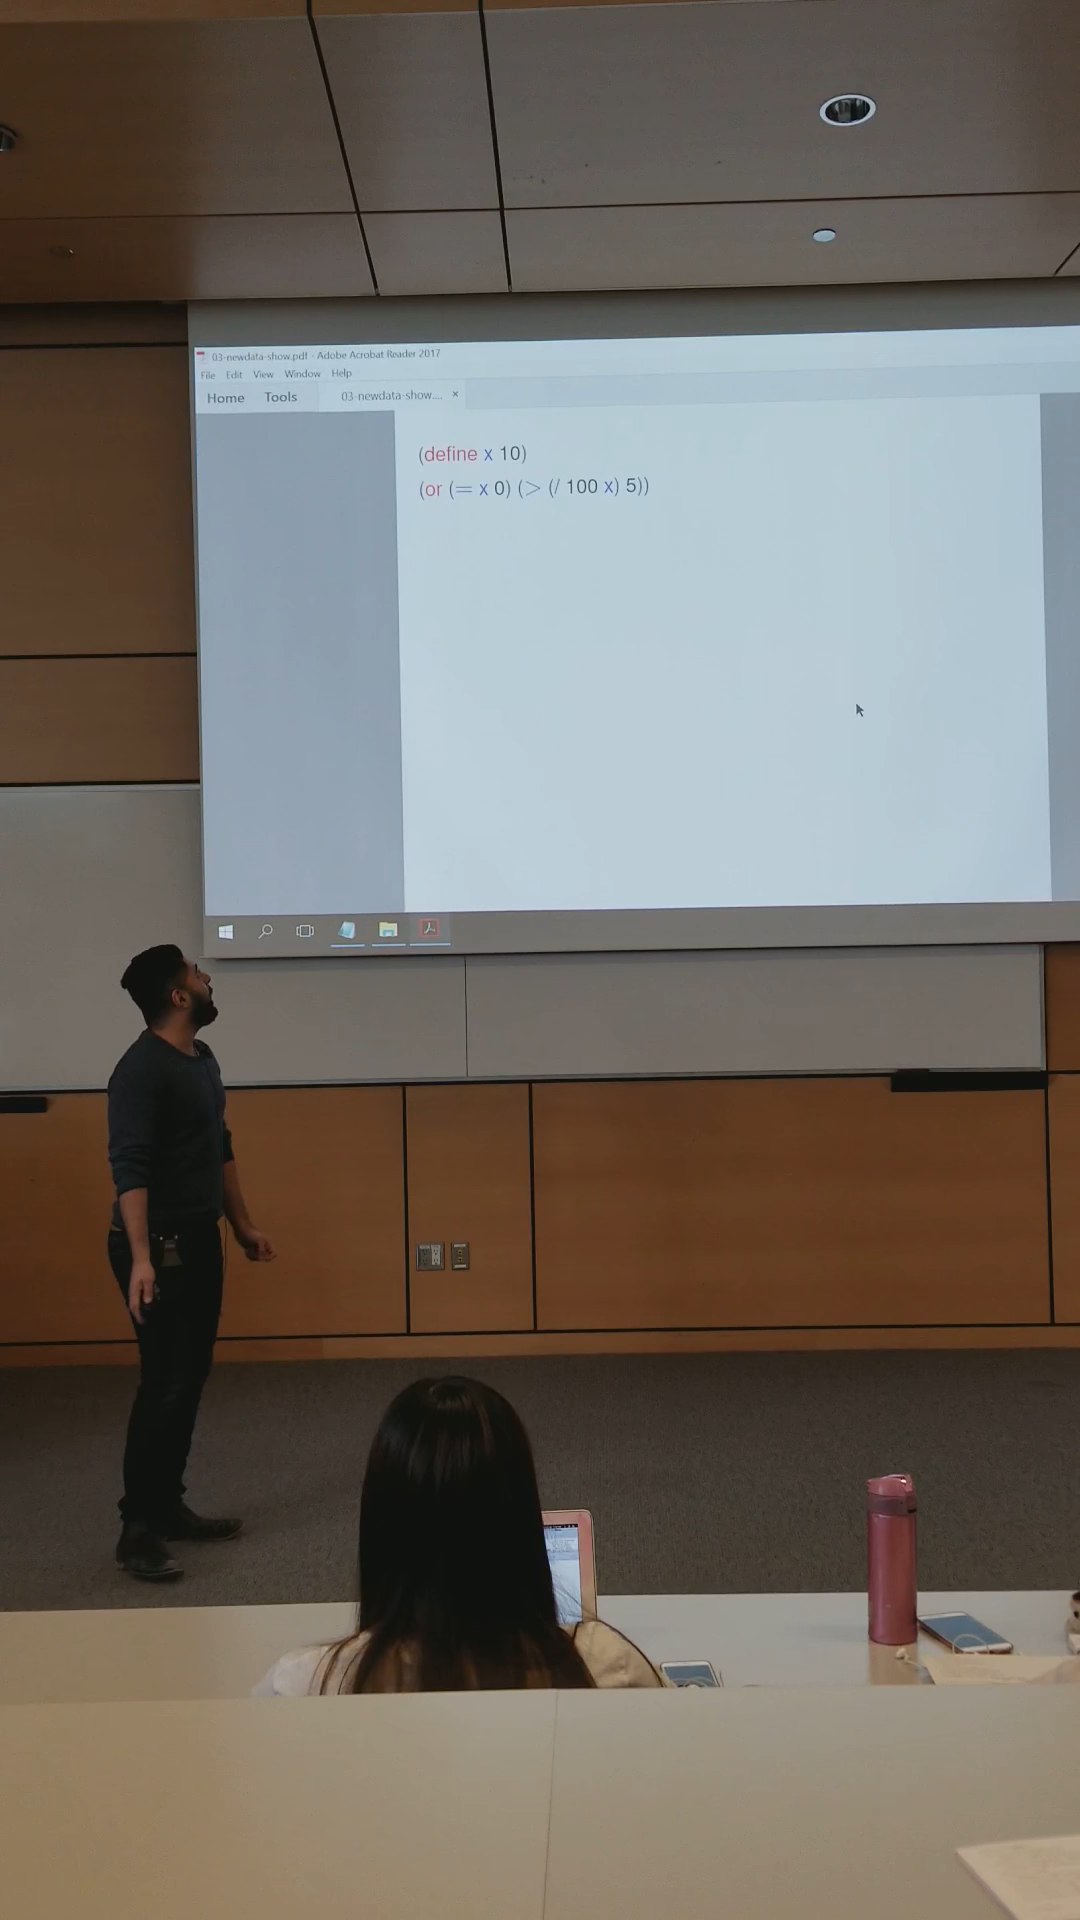 03-newdata-show.pdf - Adobe Acrobat Reader 2017
File Edit View Window Help
Home Tools 03-newdata-show.... ×
(define x 10)
(or (= x 0) (> (/ 100 x) 5))